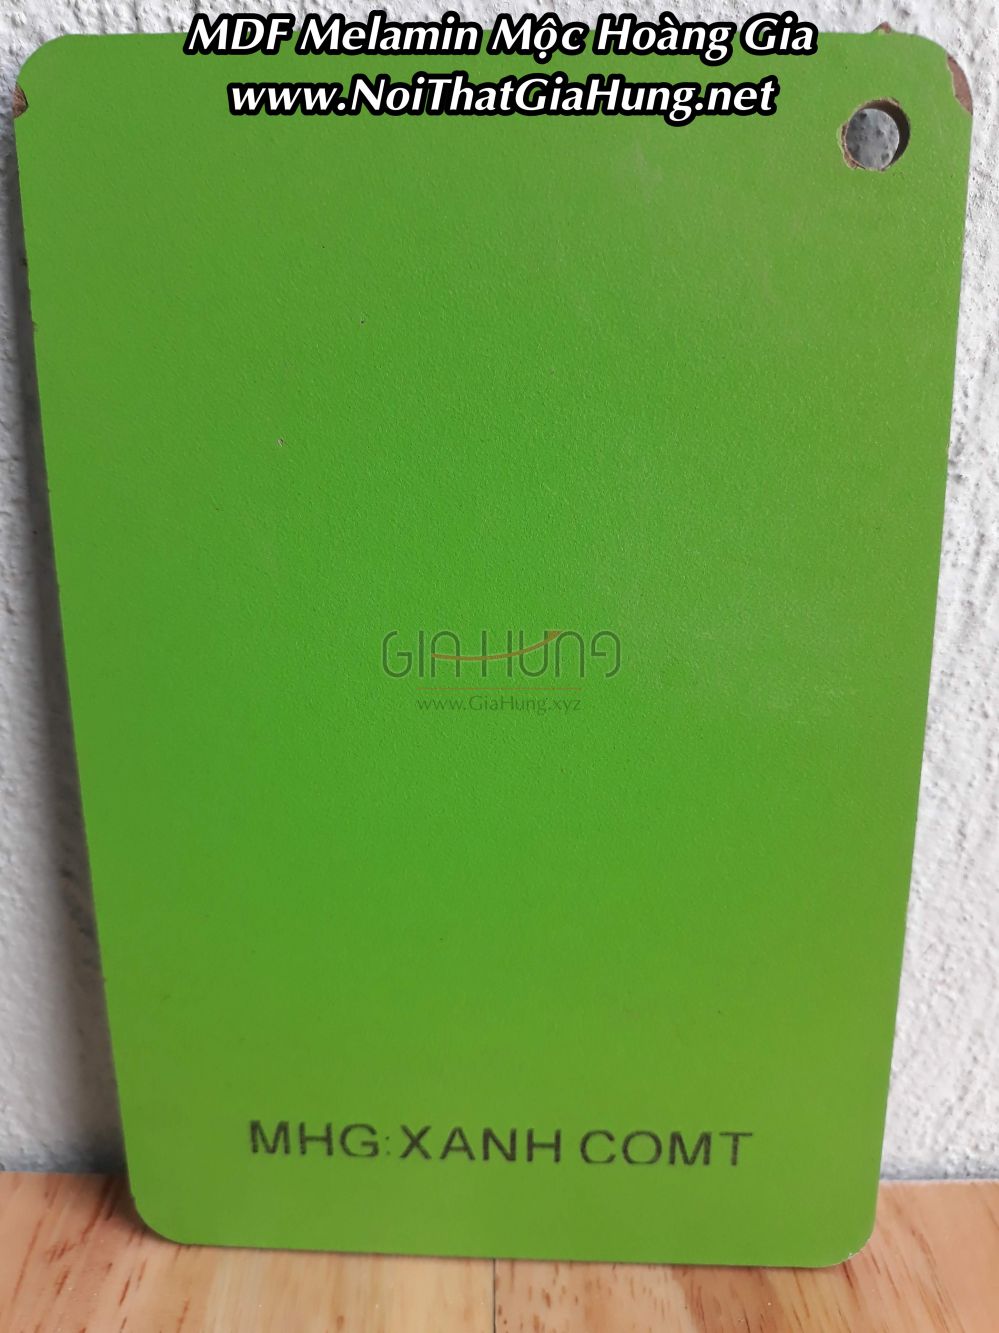 MDF Melamin Mộc Hoàng Gia
www.NoiThatGiaHung.net
GIA HUNG
www.GiaHung.xyz
MHG:XANH COMT